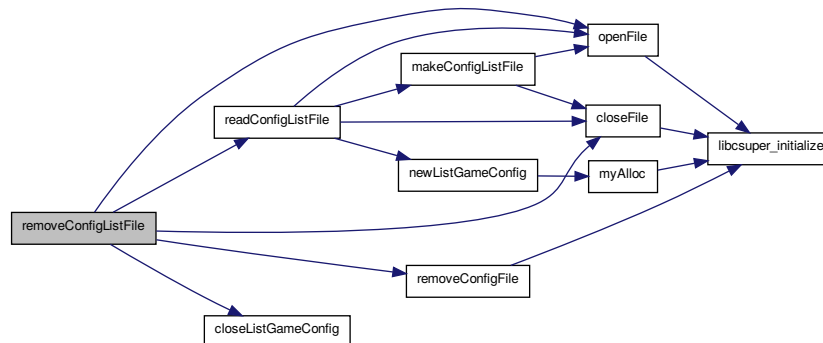 openFile
makeConfigListFile
readConfigListFile
closeFile
libcsuper_initialize
newListGameConfig
myAlloc
removeConfigListFile
removeConfigFile
closeListGameConfig